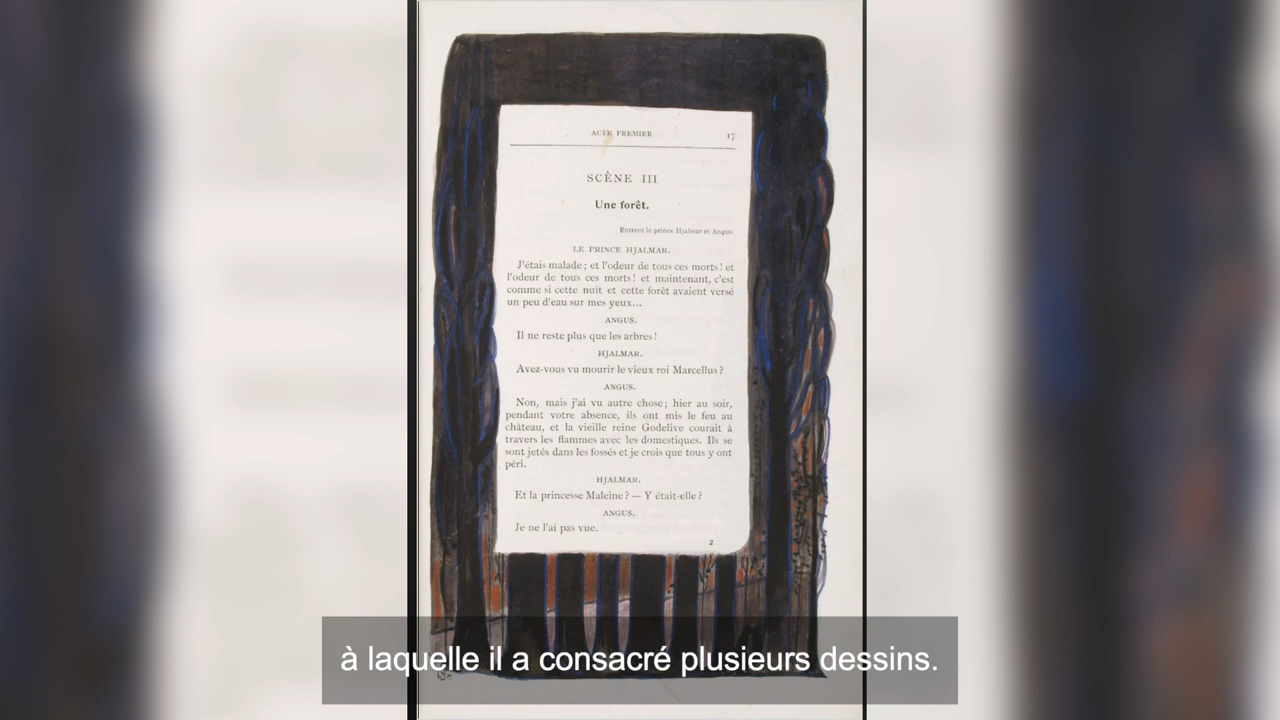 ACTE PREMIER 17
SCÈNE III
Une forêt.
Entrent le prince Hjalmar et Angus.
LE PRINCE HJALMAR.
J'étais malade ; et l'odeur de tous ces morts ! et
l'odeur de tous ces morts ! et maintenant, c'est
comme si cette nuit et cette forêt avaient versé
un peu d'eau sur mes yeux...
ANGUS.
Il ne reste plus que les arbres !
HJALMAR.
Avez-vous vu mourir le vieux roi Marcellus ?
ANGUS.
Non, mais j'ai vu autre chose ; hier au soir,
pendant votre absence, ils ont mis le feu au
château, et la vieille reine Godelive courait à
travers les flammes avec les domestiques. Ils se
sont jetés dans les fossés et je crois que tous y ont
péri.
HJALMAR.
Et la princesse Maleine ? — Y était-elle ?
ANGUS.
Je ne l'ai pas vue.
2
à laquelle il a consacré plusieurs dessins.